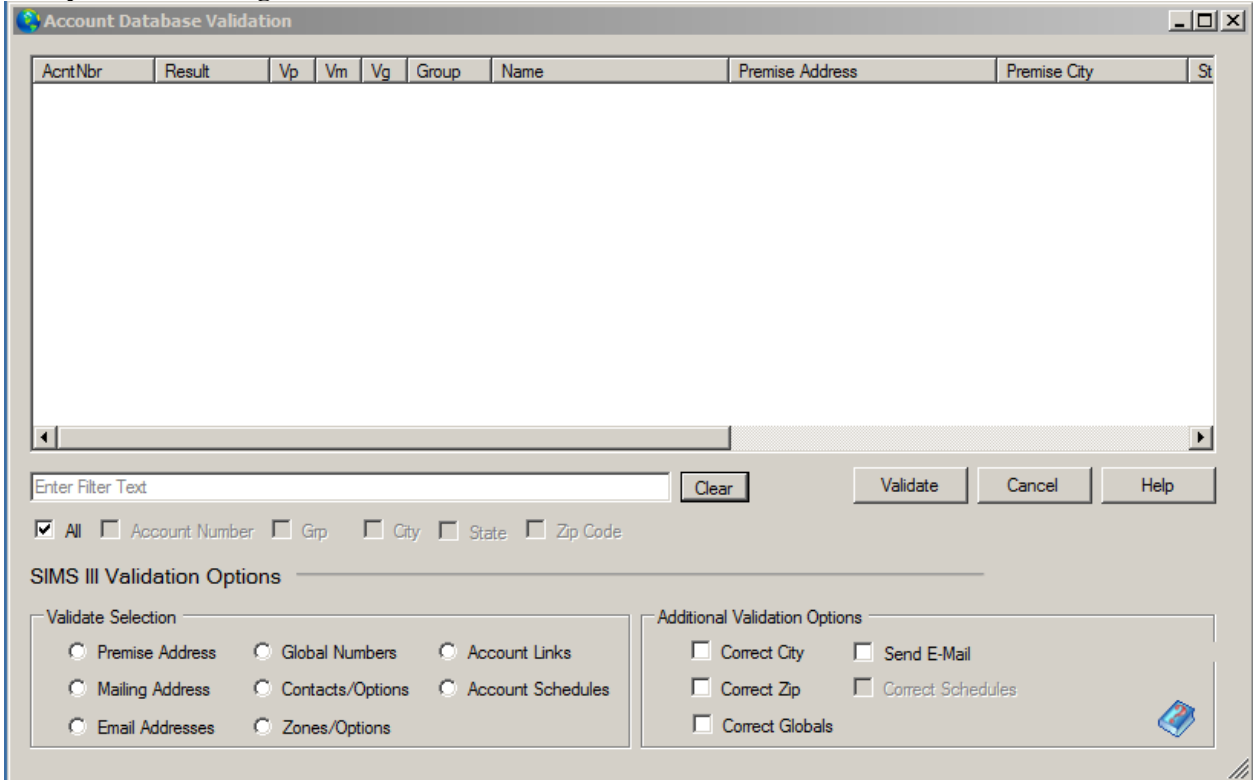 Account Database Validation
AcntNbr Result Vp Vm Vg Group Name Premise Address Premise City St
Enter Filter Text Clear Validate Cancel Help
All Account Number Grp City State Zip Code
SIMS III Validation Options
Validate Selection Additional Validation Options
Premise Address Global Numbers Account Links Correct City Send E-Mail
Mailing Address Contacts/Options Account Schedules Correct Zip Correct Schedules
Email Addresses Zones/Options Correct Globals